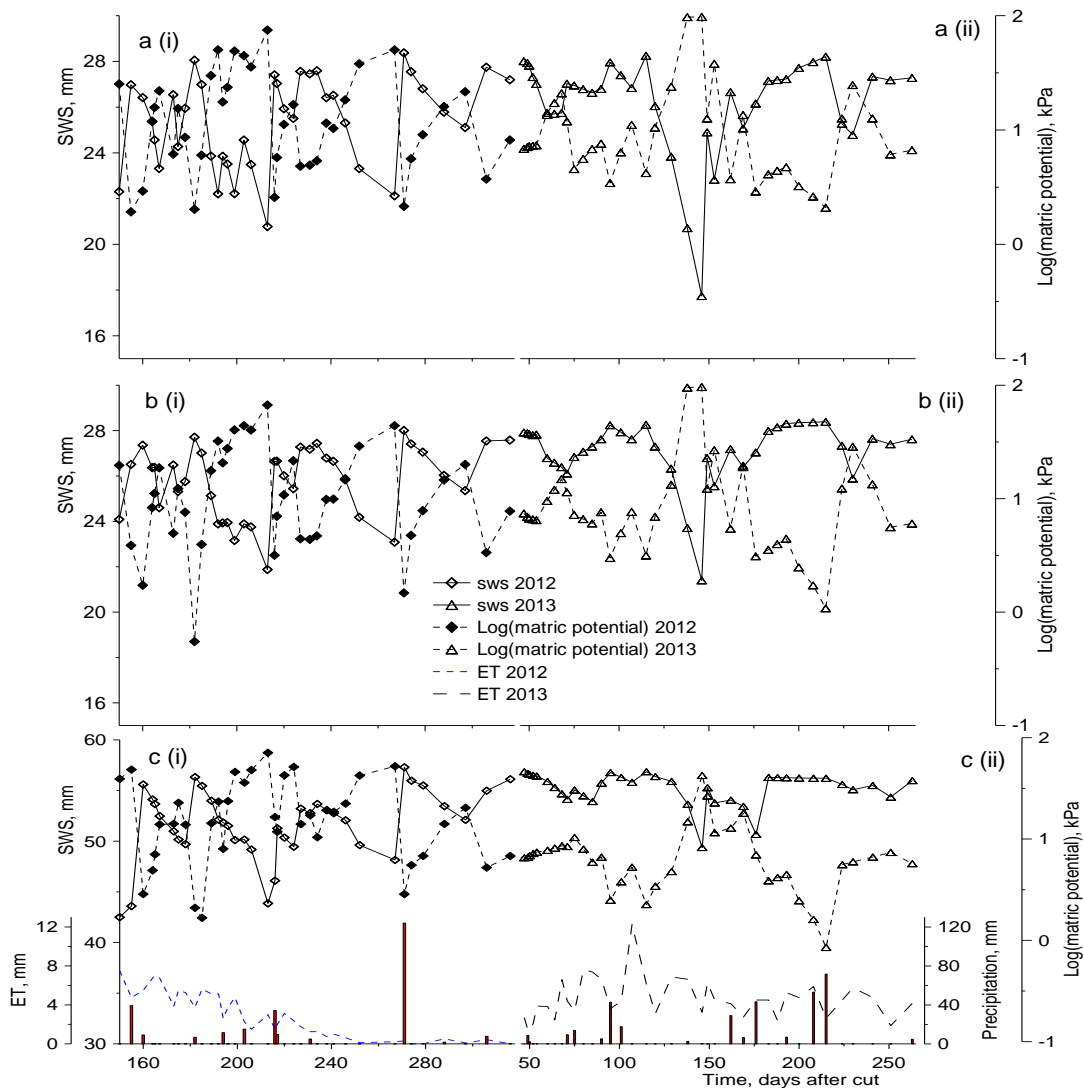 a (i)
a (ii)
28
24
20
16
SWS, mm
2
1
0
-1
Log(matric potential), kPa
b (i)
b (ii)
28
24
20
15
SWS, mm
2
1
0
-1
Log(matric potential), kPa
sws 2012
sws 2013
Log(matric potential) 2012
Log(matric potential) 2013
ET 2012
ET 2013
c (i)
c (ii)
60
50
40
30
SWS, mm
12
8
4
0
ET, mm
120
80
40
0
Precipitation, mm
2
1
0
-1
Log(matric potential), kPa
160
200
240
280
50
100
150
200
250
Time, days after cut